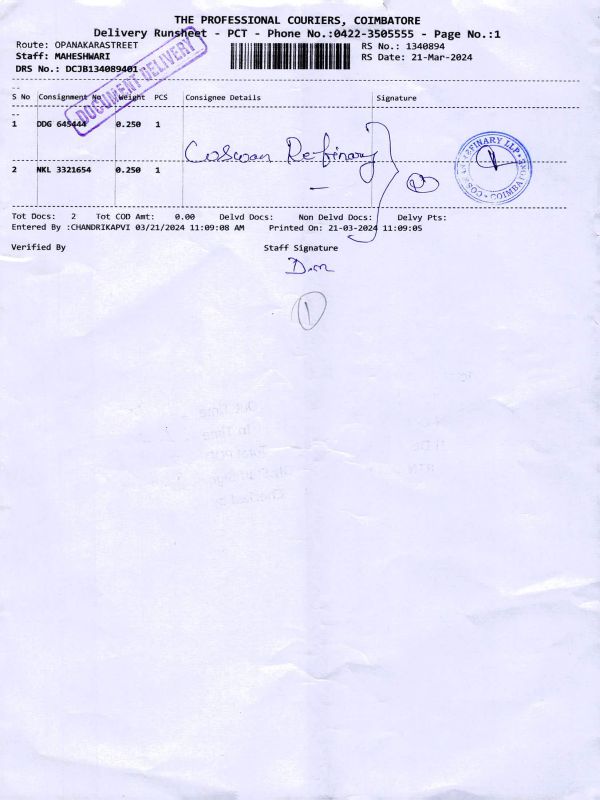 THE PROFESSIONAL COURIERS, COIMBATORE
Delivery Runsheet - PCT - Phone No.:0422-3505555 - Page No.:1
Route: OPANAKARASTREET
RS No.: 1340894
Staff: MAHESHWARI
RS Date: 21-Mar-2024
DRS No.: DCJB134089401
DOCUMENT DELIVERY
S No Consignment No Weight PCS Consignee Details Signature
1 DDG 645444 0.250 1
Coswan Refinary
2 NKL 3321654 0.250 1
Tot Docs: 2 Tot COD Amt: 0.00 Delvd Docs: Non Delvd Docs: Delvy Pts:
Entered By :CHANDRIKAPVI 03/21/2024 11:09:08 AM Printed On: 21-03-2024 11:09:05
Verified By Staff Signature
1